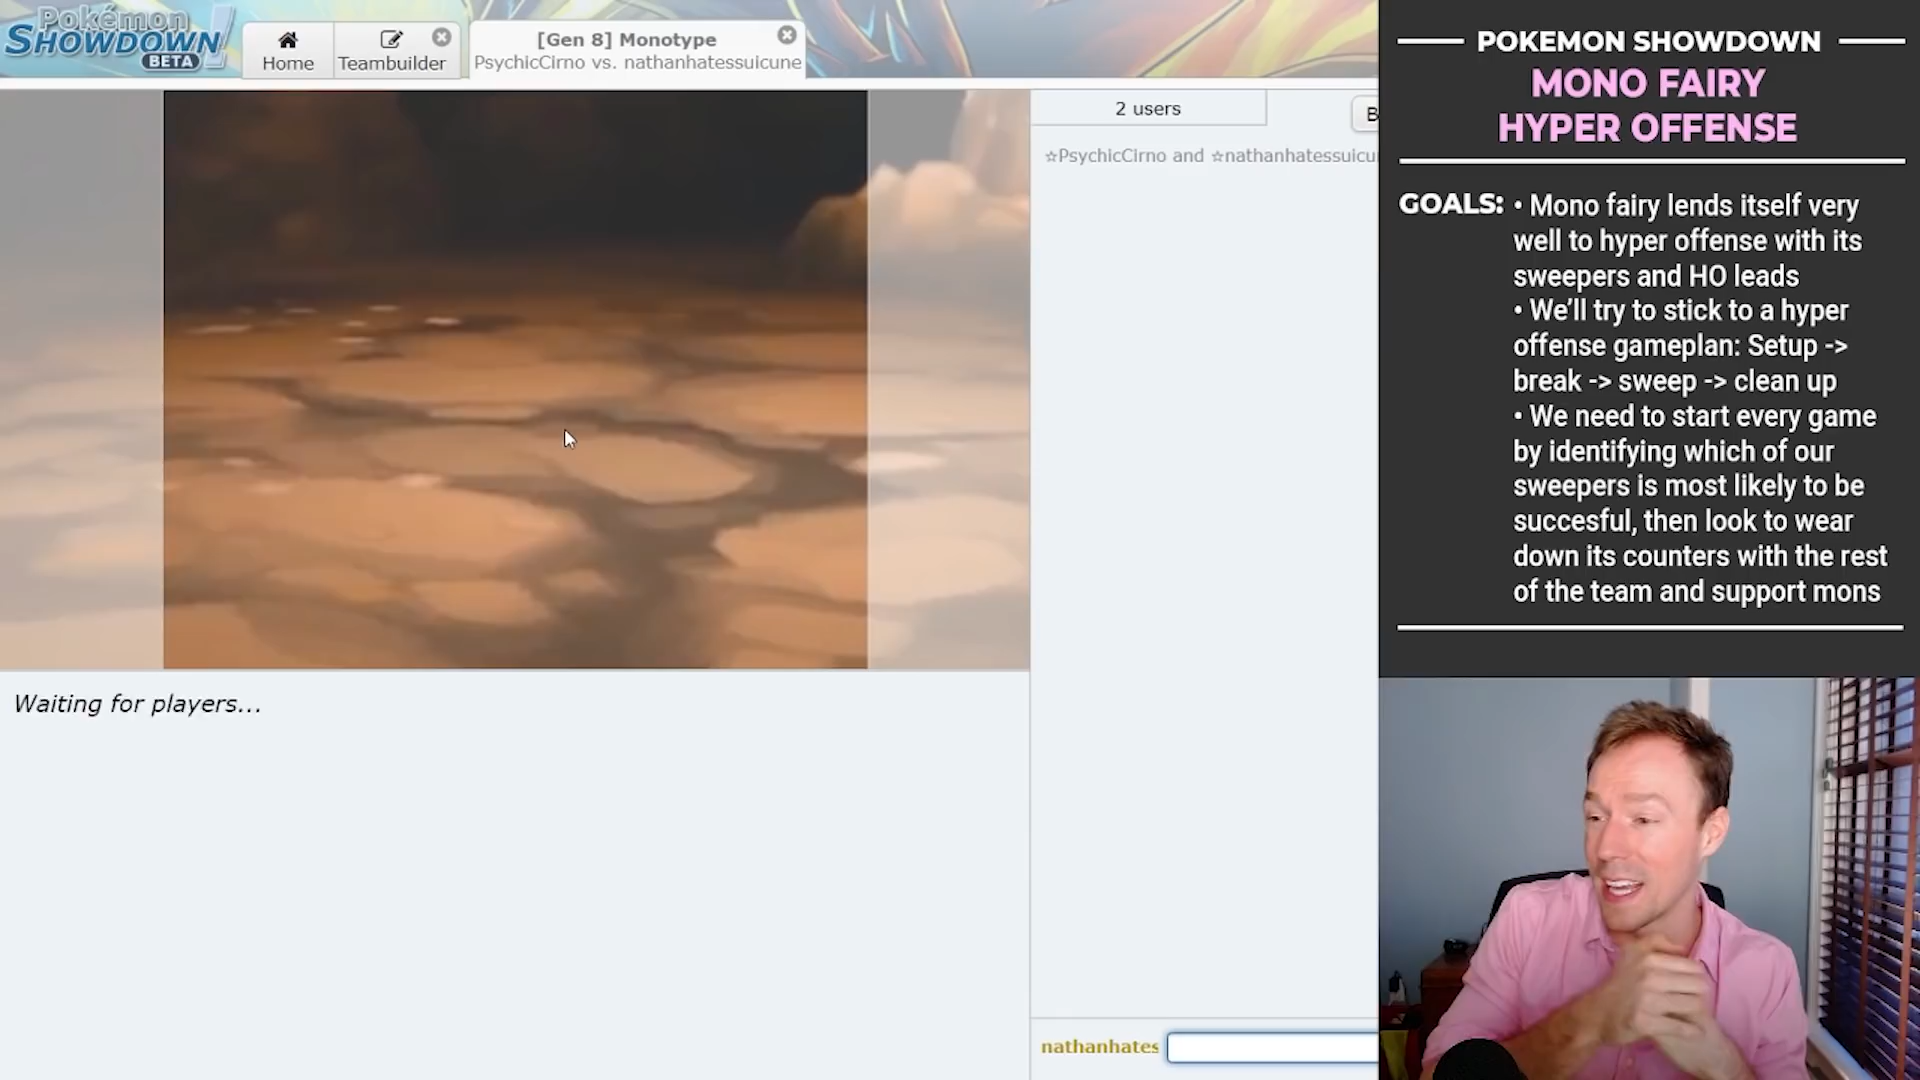 Pokémon
SHOWDOWN!
BETA
Home
Teambuilder
[Gen 8] Monotype
PsychicCirno vs. nathanhatessuicune
2 users
B
☆PsychicCirno and ☆nathanhatessuicu
Waiting for players...
nathanhates
POKEMON SHOWDOWN
MONO FAIRY
HYPER OFFENSE
GOALS: • Mono fairy lends itself very
well to hyper offense with its
sweepers and HO leads
• We'll try to stick to a hyper
offense gameplan: Setup ->
break -> sweep -> clean up
• We need to start every game
by identifying which of our
sweepers is most likely to be
succesful, then look to wear
down its counters with the rest
of the team and support mons